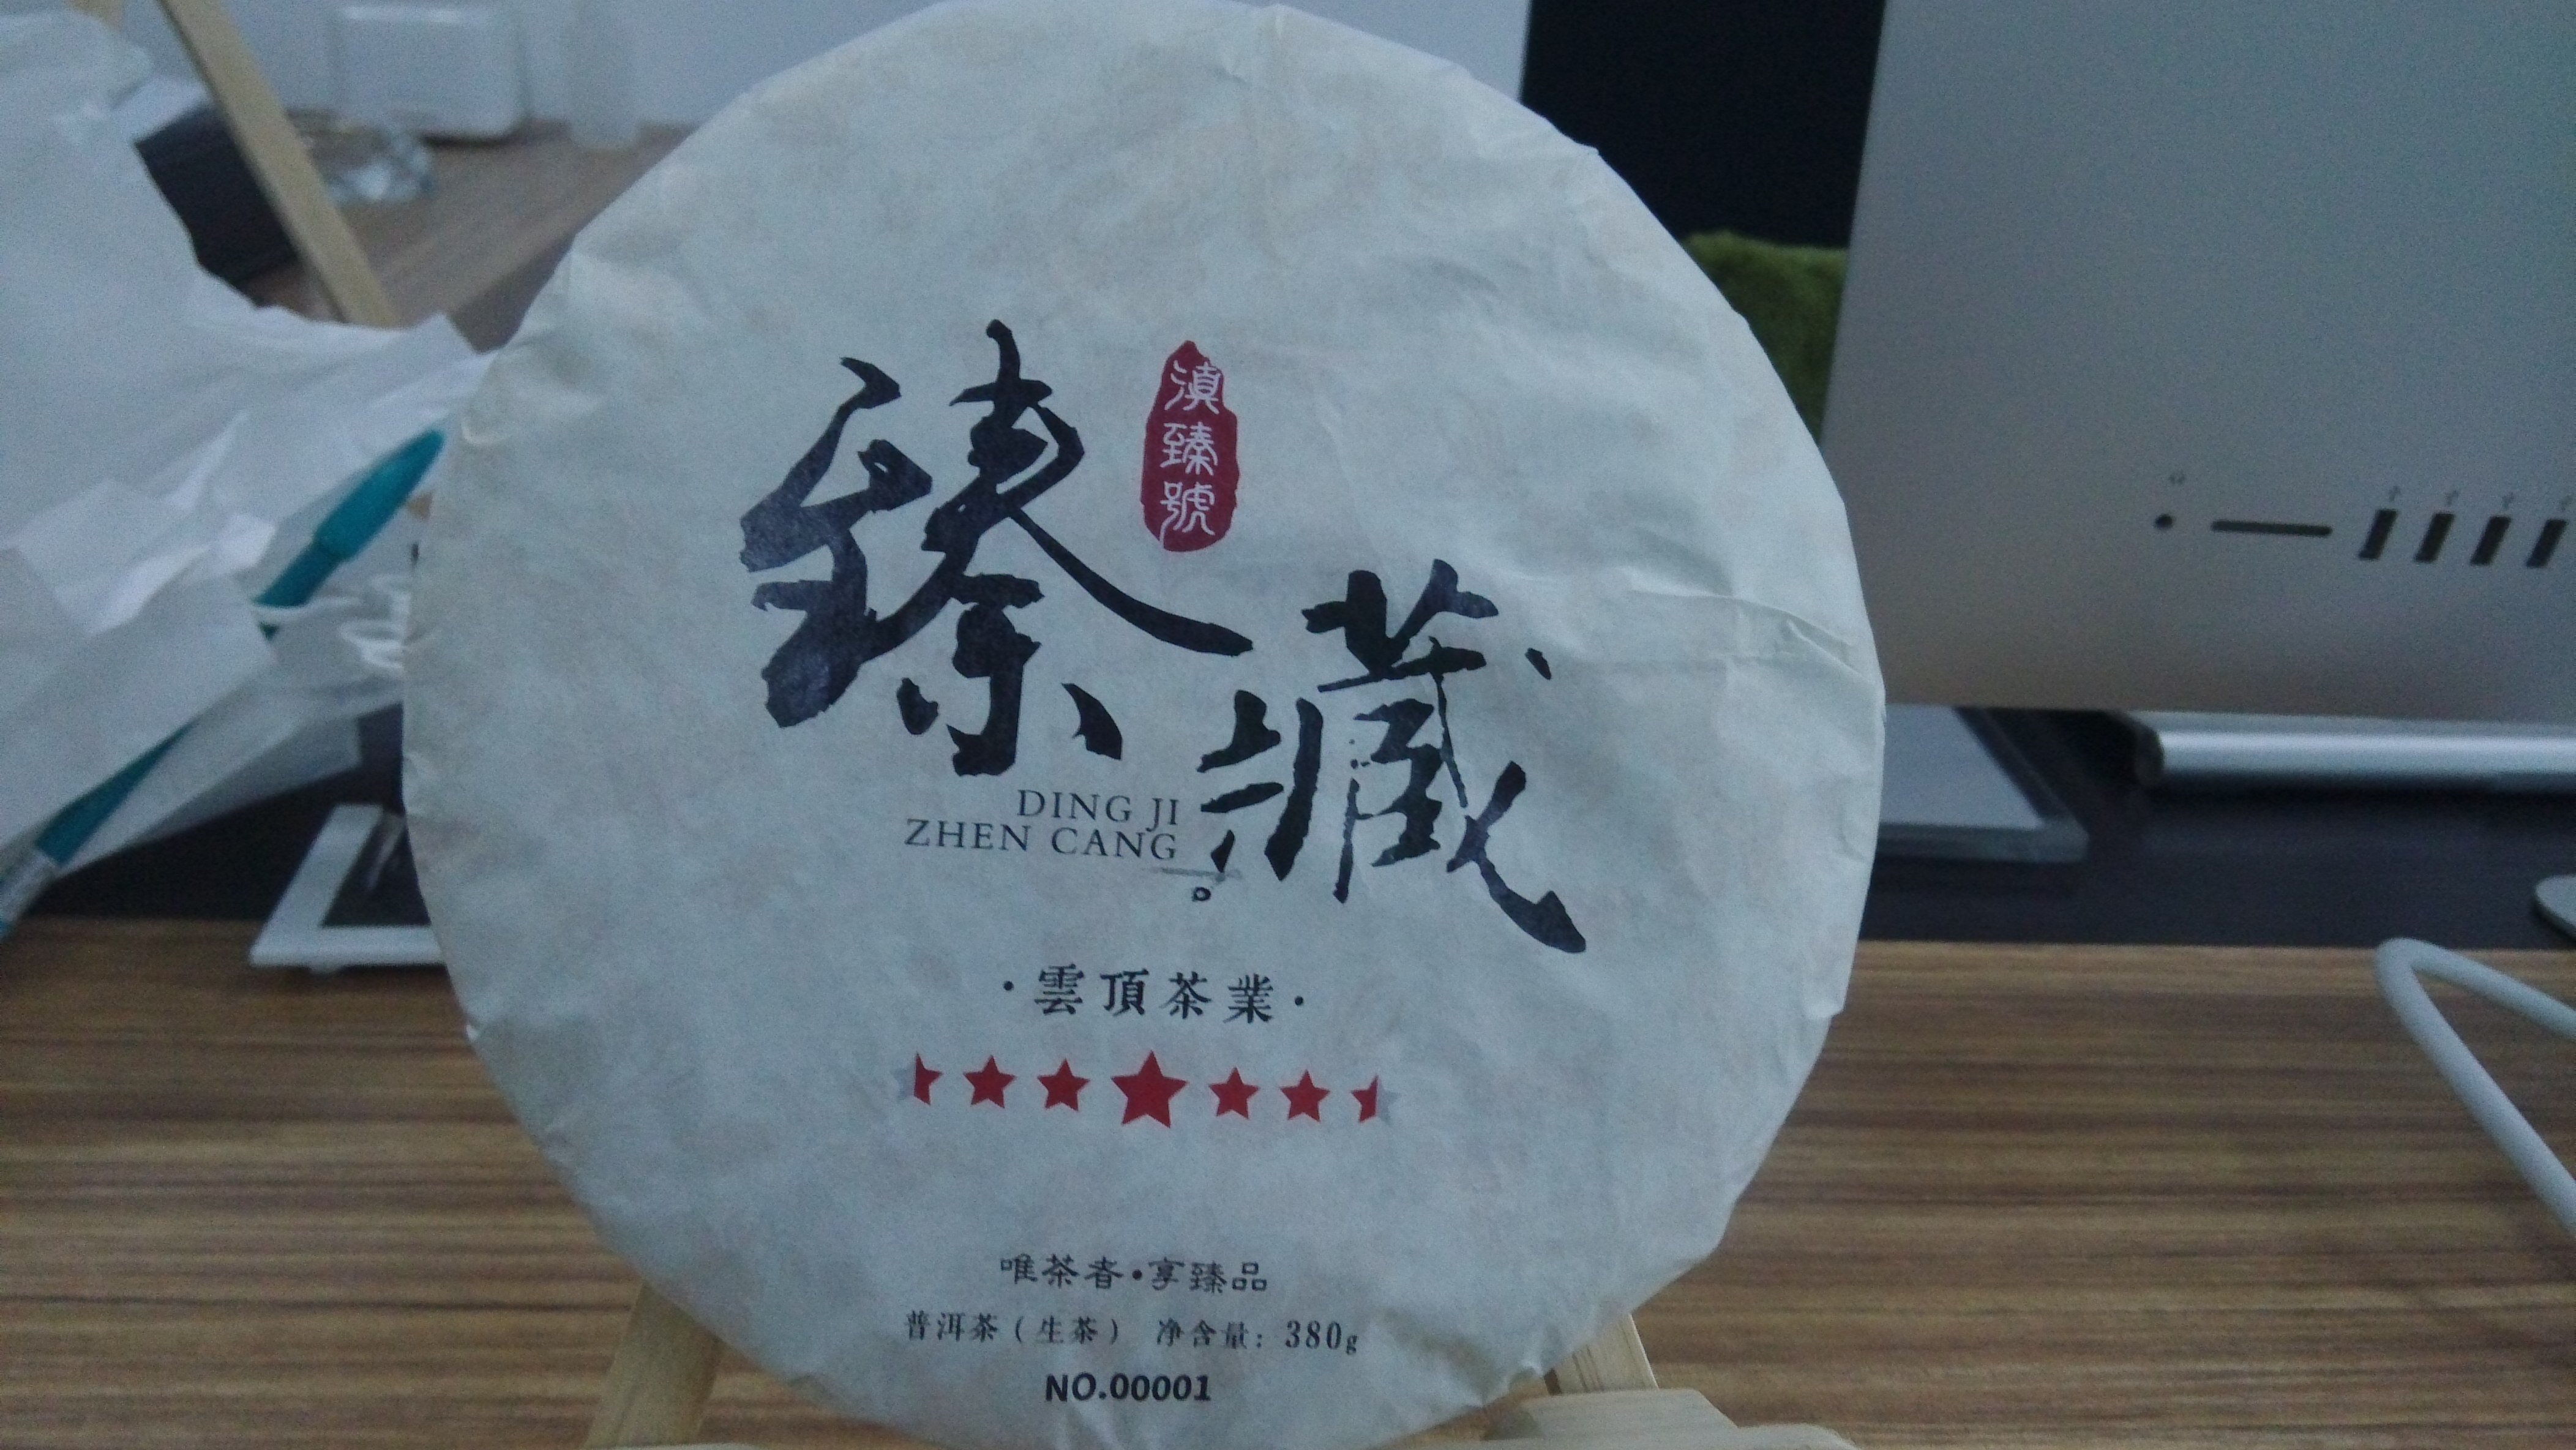 滇臻號
臻藏
DING JI
ZHEN CANG
·雲頂茶業·
唯茶者·享臻品
普洱茶（生茶） 净含量：380g
NO.00001